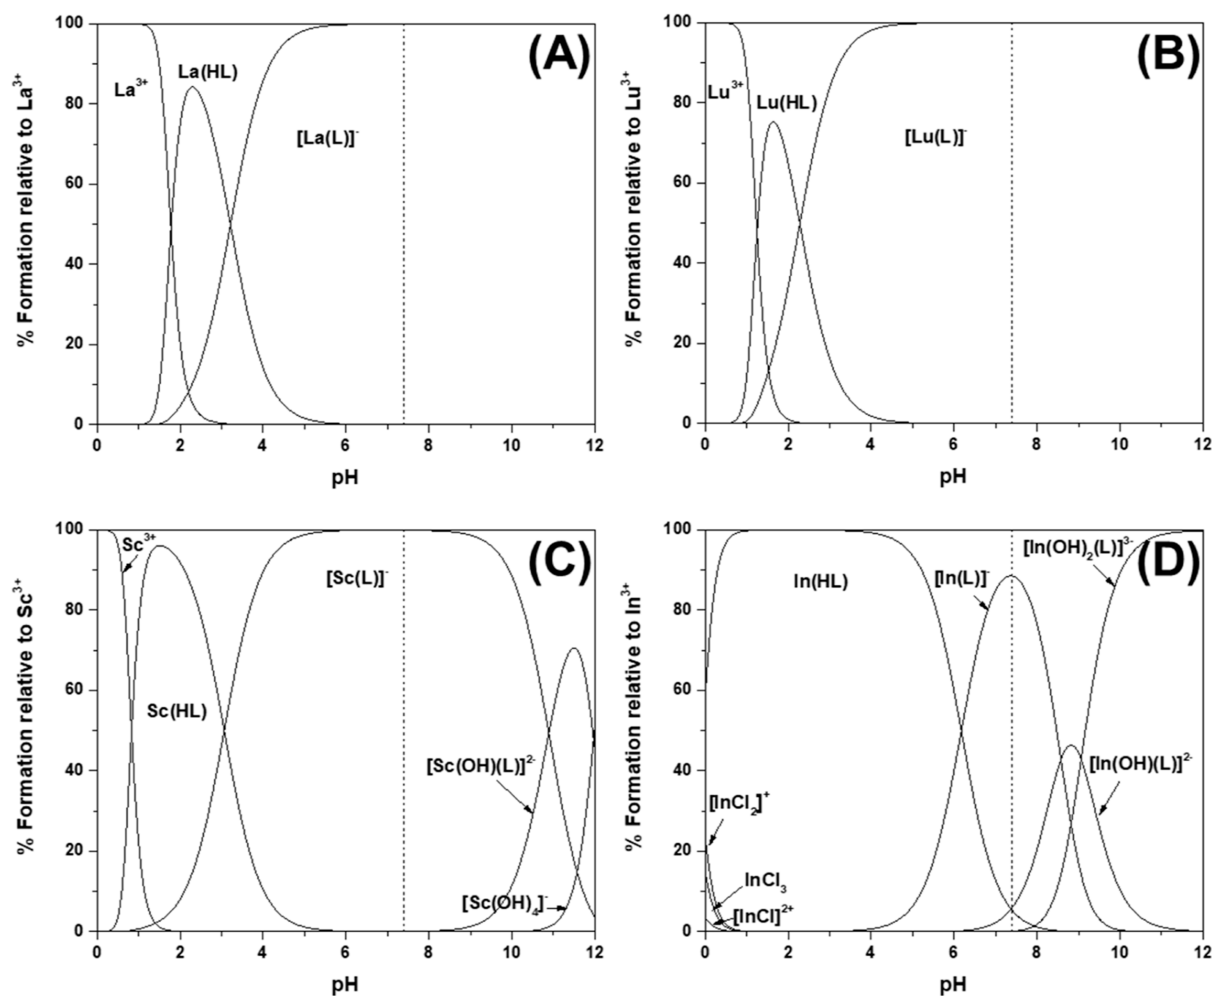 (A)
% Formation relative to La³⁺
100
80
60
40
20
0
La³⁺
La(HL)
[La(L)]⁻
0 2 4 6 8 10 12
pH
(B)
% Formation relative to Lu³⁺
100
80
60
40
20
0
Lu³⁺
Lu(HL)
[Lu(L)]⁻
0 2 4 6 8 10 12
pH
(C)
% Formation relative to Sc³⁺
100
80
60
40
20
0
Sc³⁺
[Sc(L)]⁻
Sc(HL)
[Sc(OH)(L)]²⁻
[Sc(OH)₄]⁻
0 2 4 6 8 10 12
pH
(D)
% Formation relative to In³⁺
100
80
60
40
20
0
[In(OH)₂(L)]³⁻
In(HL)
[In(L)]⁻
[In(OH)(L)]²⁻
[InCl₂]⁺
InCl₃
[InCl]²⁺
0 2 4 6 8 10 12
pH